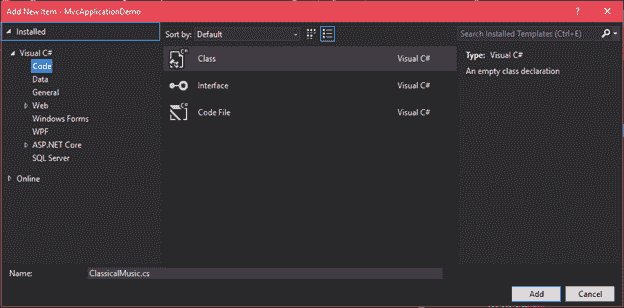 Add New Item - MvcApplicationDemo
? X
Installed
Sort by: Default
Search Installed Templates (Ctrl+E)
Visual C#
Code
Data
General
Web
Windows Forms
WPF
ASP.NET Core
SQL Server
Online
C# Class Visual C#
Interface Visual C#
C# Code File Visual C#
Type: Visual C#
An empty class declaration
Name: ClassicalMusic.cs
Add Cancel